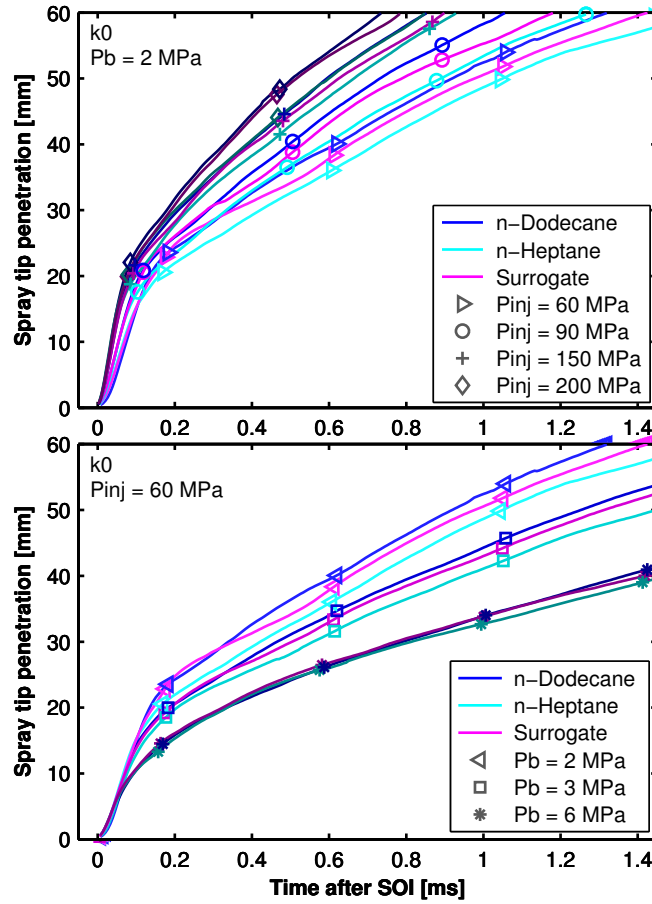 60
50
40
30
20
10
0
Spray tip penetration [mm]
k0
Pb = 2 MPa
n−Dodecane
n−Heptane
Surrogate
Pinj = 60 MPa
Pinj = 90 MPa
Pinj = 150 MPa
Pinj = 200 MPa
0 0.2 0.4 0.6 0.8 1 1.2 1.4
60
50
40
30
20
10
0
Spray tip penetration [mm]
k0
Pinj = 60 MPa
n−Dodecane
n−Heptane
Surrogate
Pb = 2 MPa
Pb = 3 MPa
Pb = 6 MPa
0 0.2 0.4 0.6 0.8 1 1.2 1.4
Time after SOI [ms]